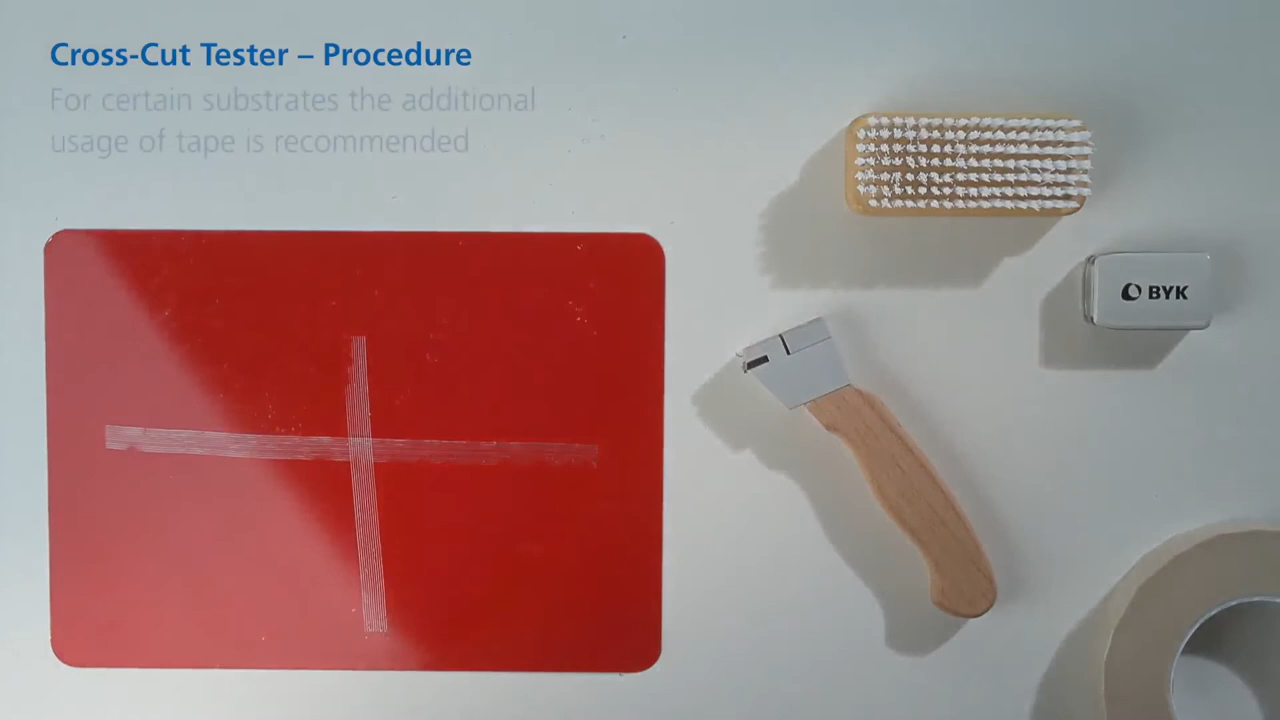 Cross-Cut Tester – Procedure
For certain substrates the additional
usage of tape is recommended
BYK